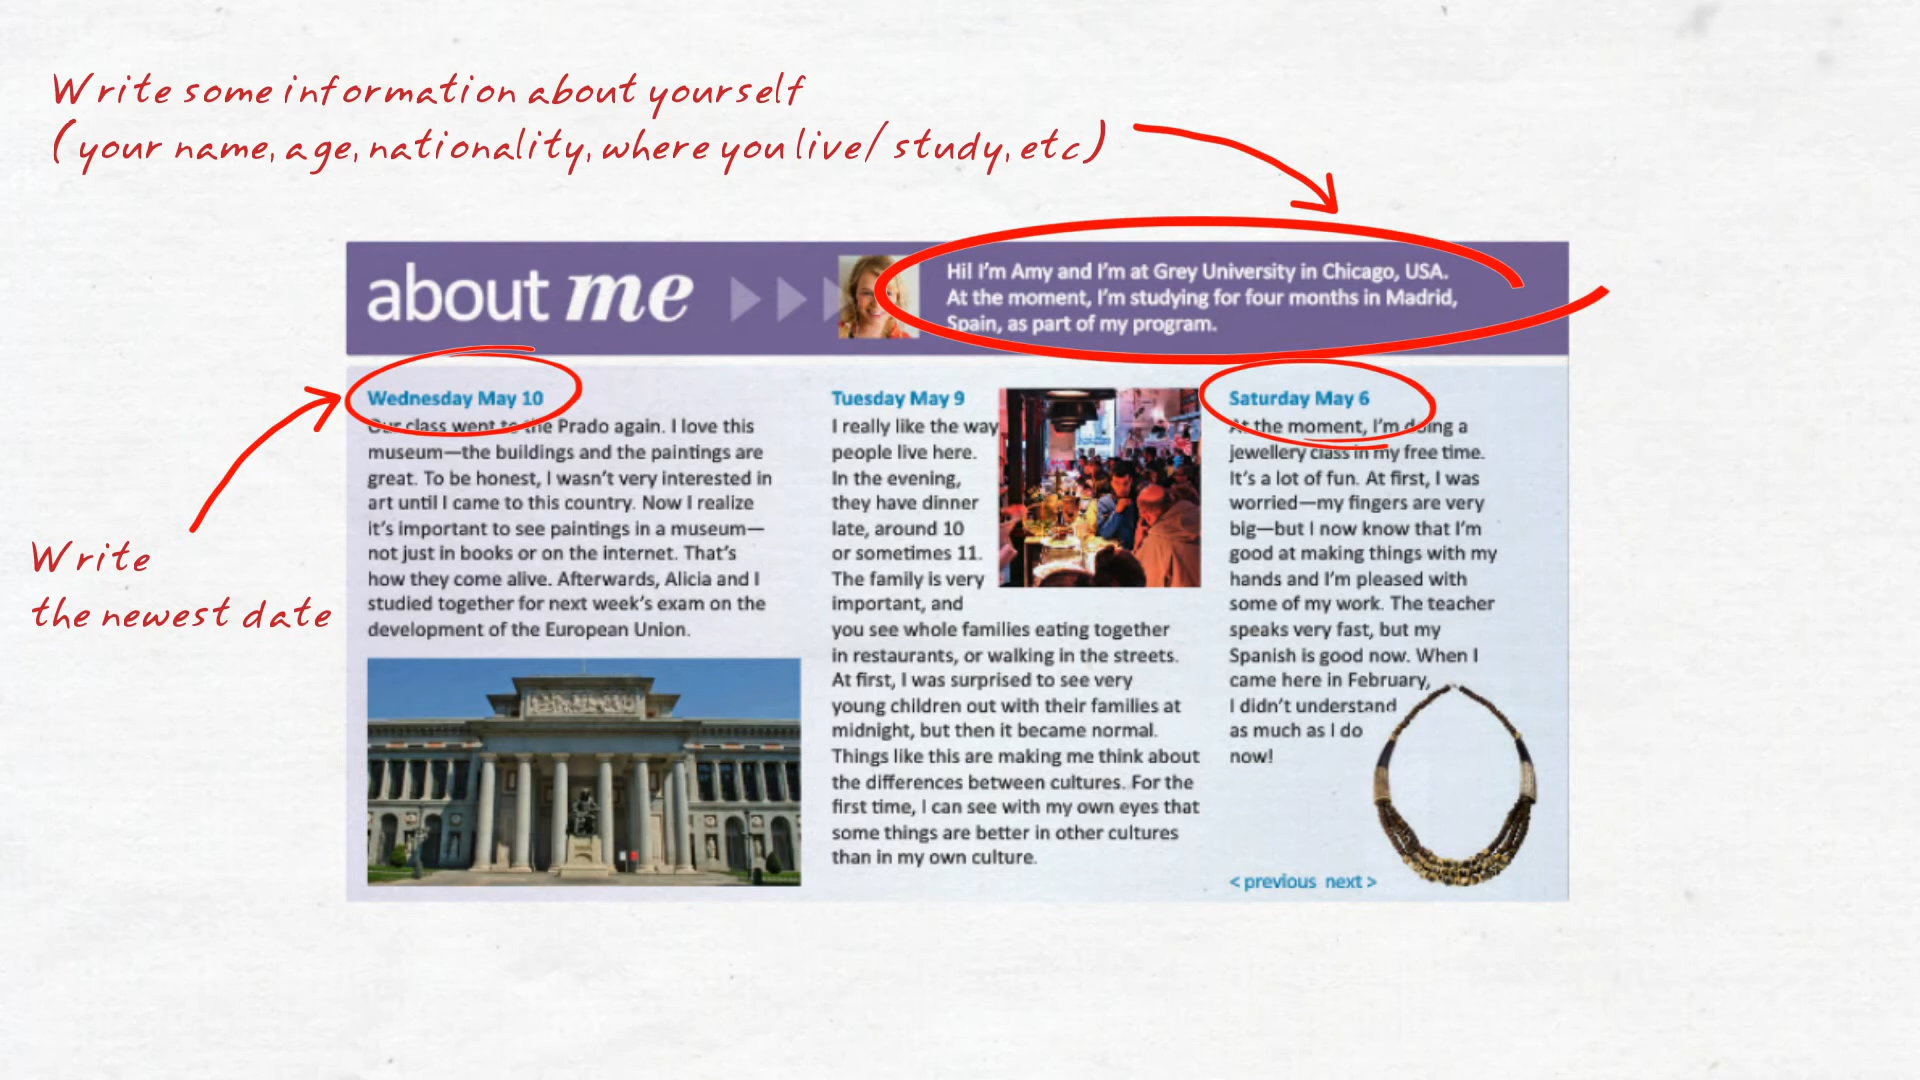 Write some information about yourself
(your name, age, nationality, where you live/ study, etc)
about me
Hi! I'm Amy and I'm at Grey University in Chicago, USA.
At the moment, I'm studying for four months in Madrid,
Spain, as part of my program.
Write
the newest date
Wednesday May 10
Our class went to the Prado again. I love this
museum—the buildings and the paintings are
great. To be honest, I wasn't very interested in
art until I came to this country. Now I realize
it's important to see paintings in a museum—
not just in books or on the internet. That's
how they come alive. Afterwards, Alicia and I
studied together for next week's exam on the
development of the European Union.
Tuesday May 9
I really like the way
people live here.
In the evening,
they have dinner
late, around 10
or sometimes 11.
The family is very
important, and
you see whole families eating together
in restaurants, or walking in the streets.
At first, I was surprised to see very
young children out with their families at
midnight, but then it became normal.
Things like this are making me think about
the differences between cultures. For the
first time, I can see with my own eyes that
some things are better in other cultures
than in my own culture.
Saturday May 6
At the moment, I'm doing a
jewellery class in my free time.
It's a lot of fun. At first, I was
worried—my fingers are very
big—but I now know that I'm
good at making things with my
hands and I'm pleased with
some of my work. The teacher
speaks very fast, but my
Spanish is good now. When I
came here in February,
I didn't understand
as much as I do
now!
< previous next >